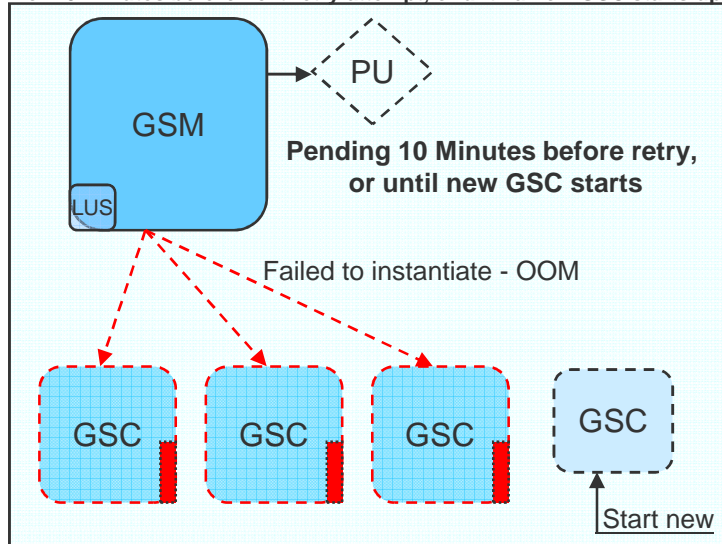 PU
GSM
Pending 10 Minutes before retry,
or until new GSC starts
LUS
Failed to instantiate - OOM
GSC
GSC
GSC
GSC
Start new